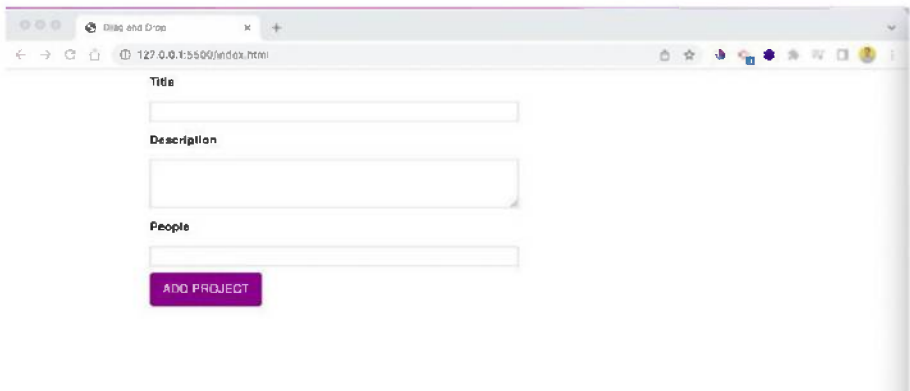 Drag and Drop
127.0.0.1:5500/index.html
Title
Description
People
ADD PROJECT